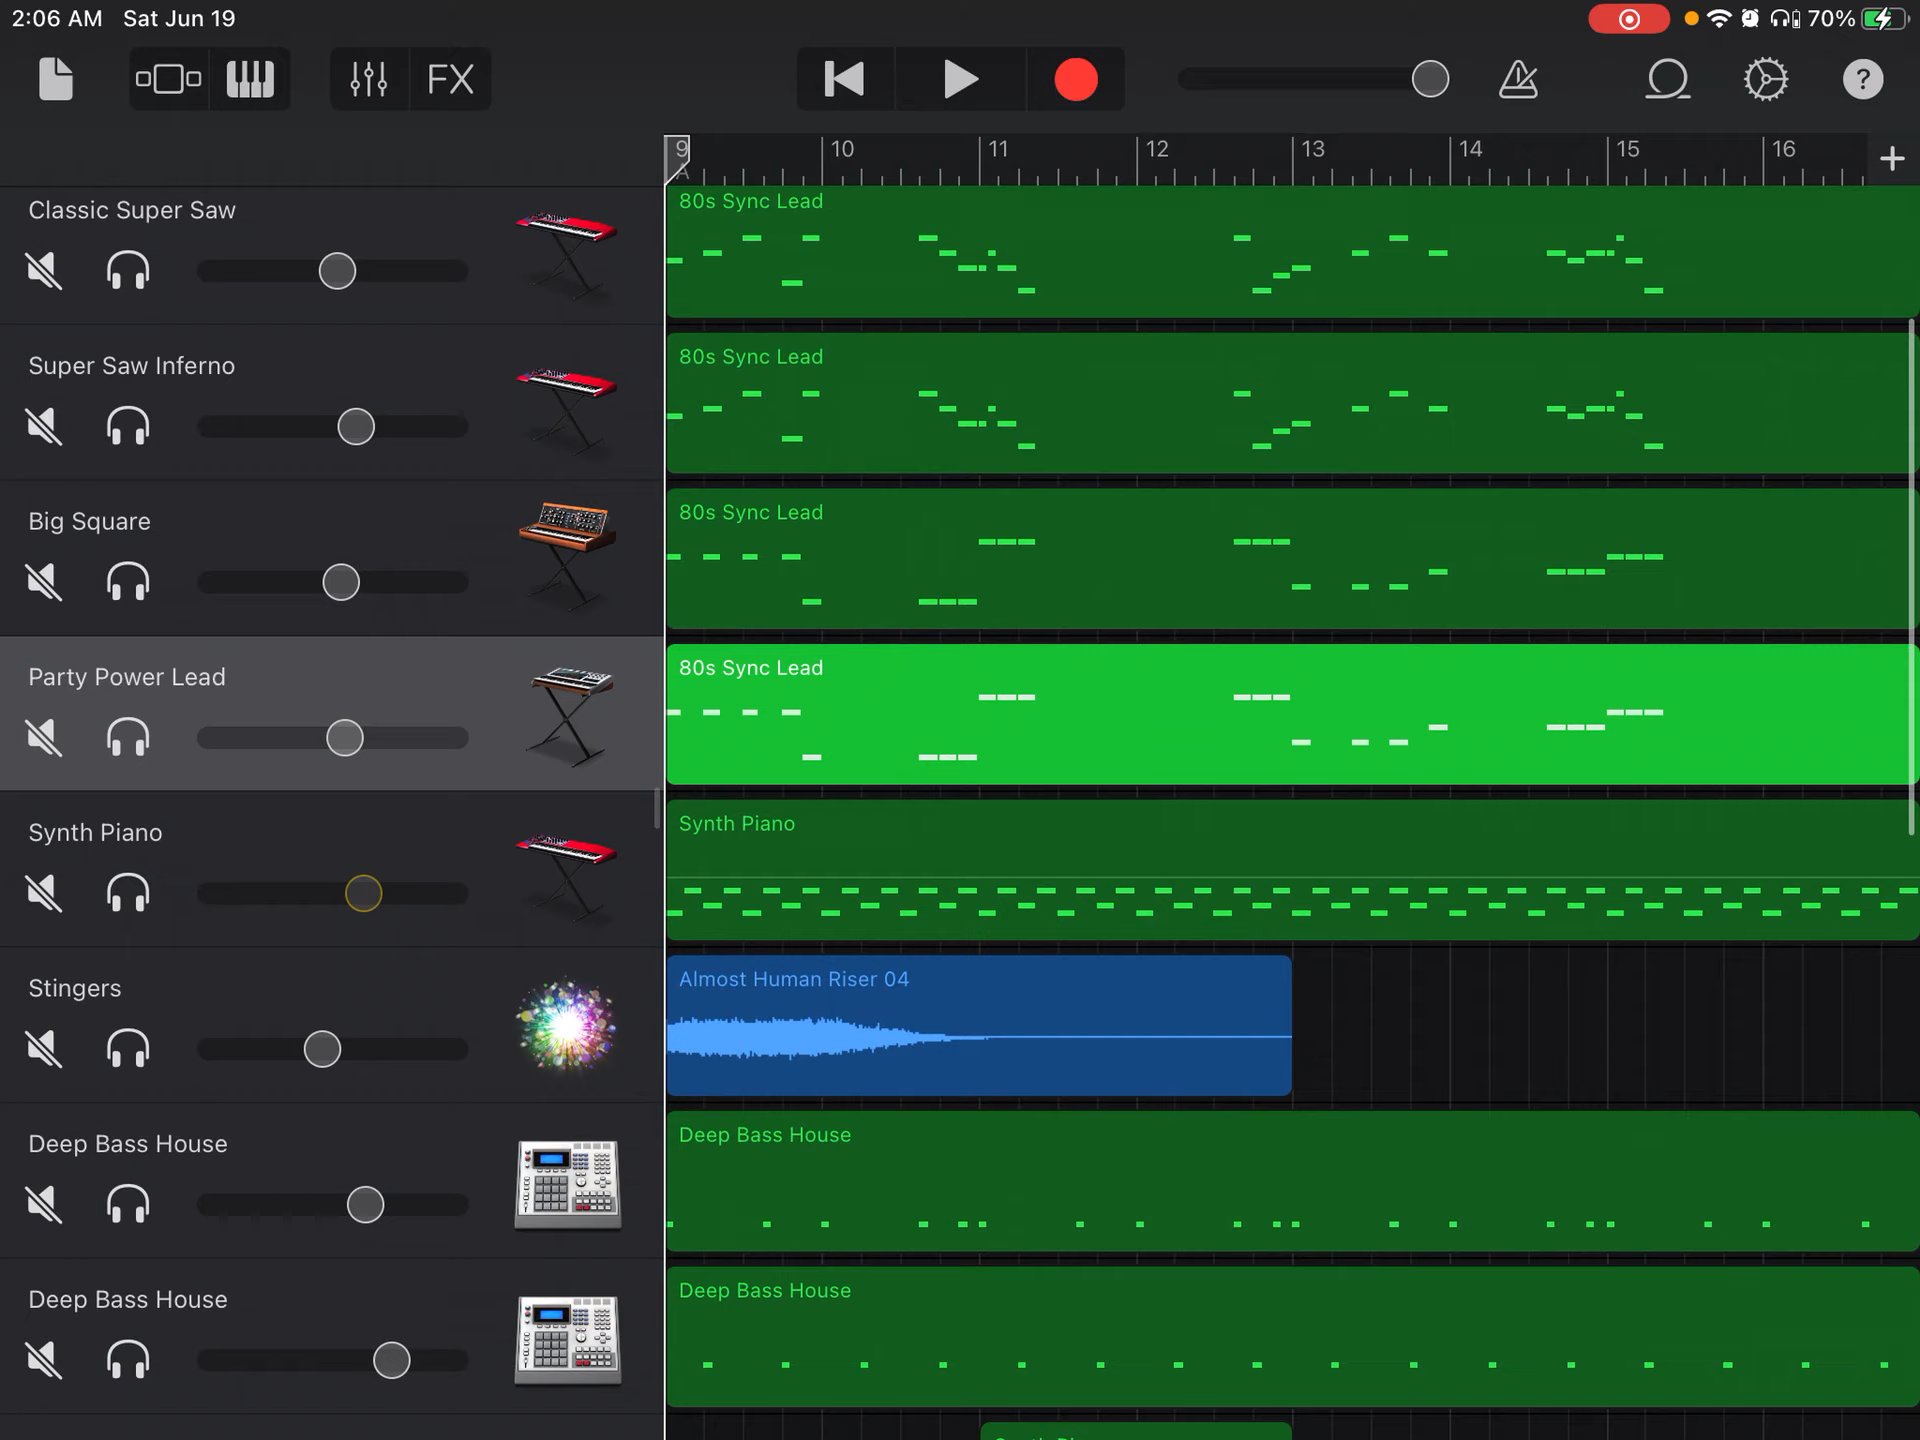 2:06 AM Sat Jun 19 70%
FX
?
9 10 11 12 13 14 15 16 +
A
Classic Super Saw
80s Sync Lead
Super Saw Inferno
80s Sync Lead
Big Square
80s Sync Lead
Party Power Lead
80s Sync Lead
Synth Piano
Synth Piano
Stingers
Almost Human Riser 04
Deep Bass House
Deep Bass House
Deep Bass House
Deep Bass House